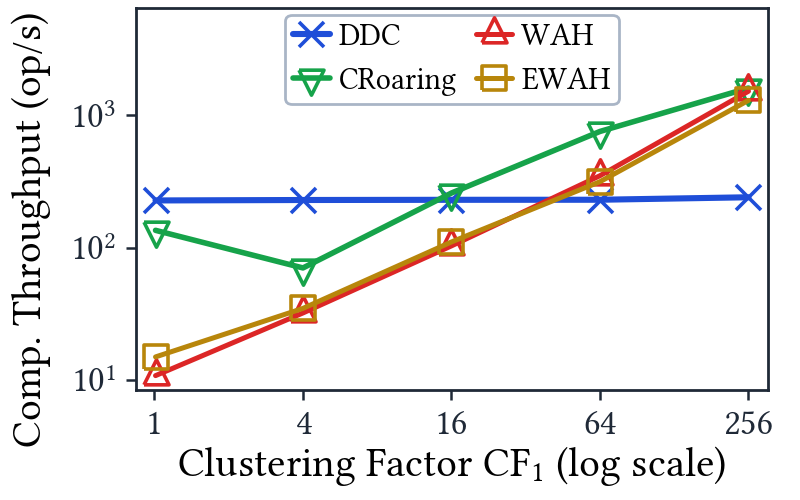 Comp. Throughput (op/s)
DDC
WAH
CRoaring
EWAH
10³
10²
10¹
1 4 16 64 256
Clustering Factor CF₁ (log scale)